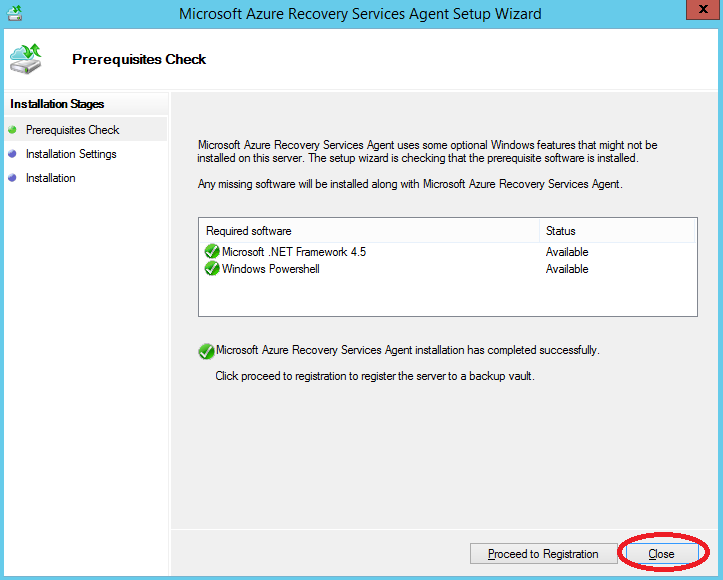 Microsoft Azure Recovery Services Agent Setup Wizard
x
Prerequisites Check
Installation Stages
Prerequisites Check
Installation Settings
Installation
Microsoft Azure Recovery Services Agent uses some optional Windows features that might not be
installed on this server. The setup wizard is checking that the prerequisite software is installed.
Any missing software will be installed along with Microsoft Azure Recovery Services Agent.
Required software Status
Microsoft .NET Framework 4.5 Available
Windows Powershell Available
Microsoft Azure Recovery Services Agent installation has completed successfully.
Click proceed to registration to register the server to a backup vault.
Proceed to Registration Close